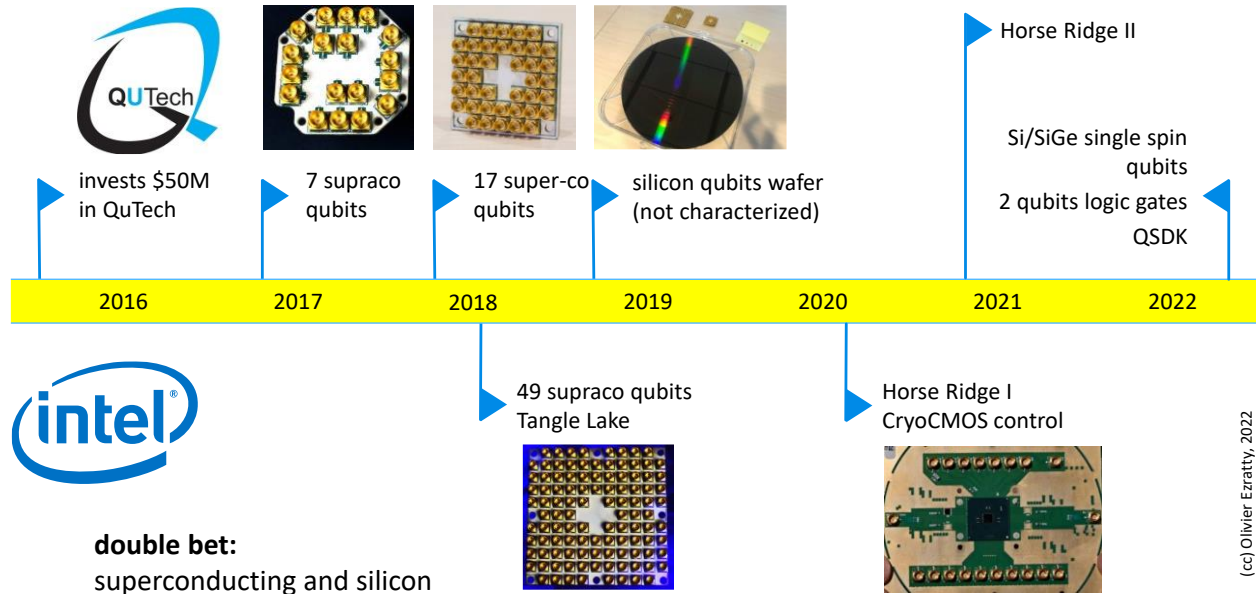 QUTech
invests $50M
in QuTech
7 supraco
qubits
17 super-co
qubits
silicon qubits wafer
(not characterized)
Horse Ridge II
Si/SiGe single spin
qubits
2 qubits logic gates
QSDK
2016
2017
2018
2019
2020
2021
2022
intel®
49 supraco qubits
Tangle Lake
Horse Ridge I
CryoCMOS control
double bet:
superconducting and silicon
(cc) Olivier Ezratty, 2022